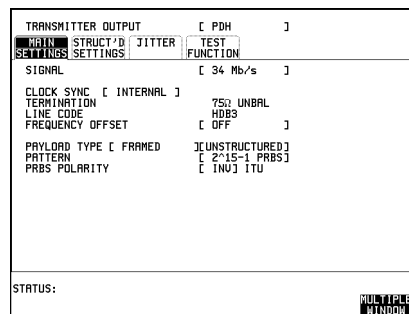 TRANSMITTER OUTPUT [ PDH ]
MAIN SETTINGS STRUCT'D SETTINGS JITTER TEST FUNCTION
SIGNAL [ 34 Mb/s ]
CLOCK SYNC [ INTERNAL ]
TERMINATION 75Ω UNBAL
LINE CODE HDB3
FREQUENCY OFFSET [ OFF ]
PAYLOAD TYPE [ FRAMED ][UNSTRUCTURED]
PATTERN [ 2^15-1 PRBS]
PRBS POLARITY [ INV] ITU
STATUS:
MULTIPLE
WINDOW